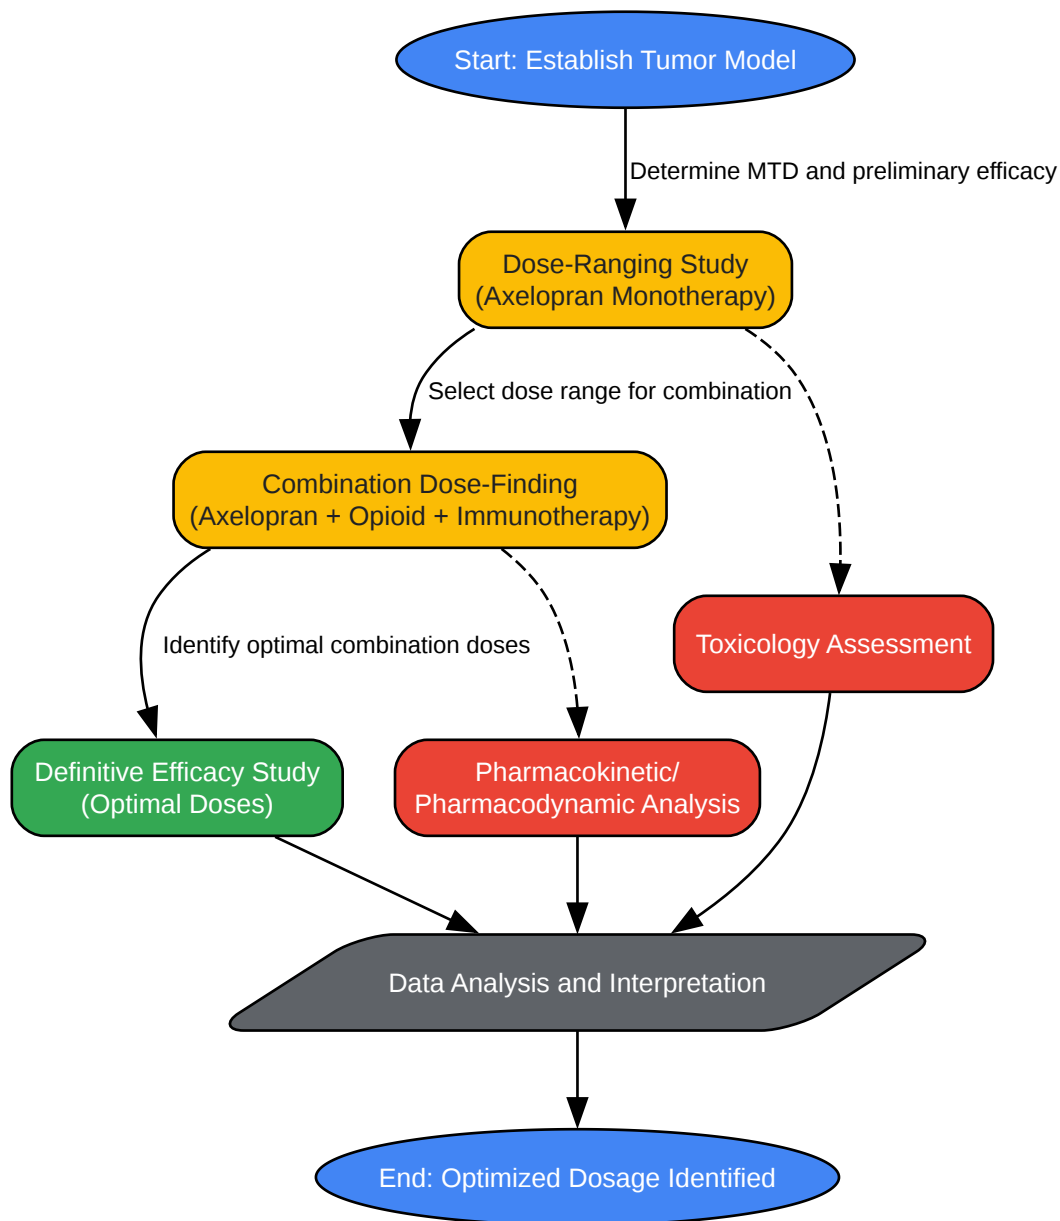 Start: Establish Tumor Model
Determine MTD and preliminary efficacy
Dose-Ranging Study
(Axelopran Monotherapy)
Select dose range for combination
Combination Dose-Finding
(Axelopran + Opioid + Immunotherapy)
Identify optimal combination doses
Toxicology Assessment
Definitive Efficacy Study
(Optimal Doses)
Pharmacokinetic/
Pharmacodynamic Analysis
Data Analysis and Interpretation
End: Optimized Dosage Identified